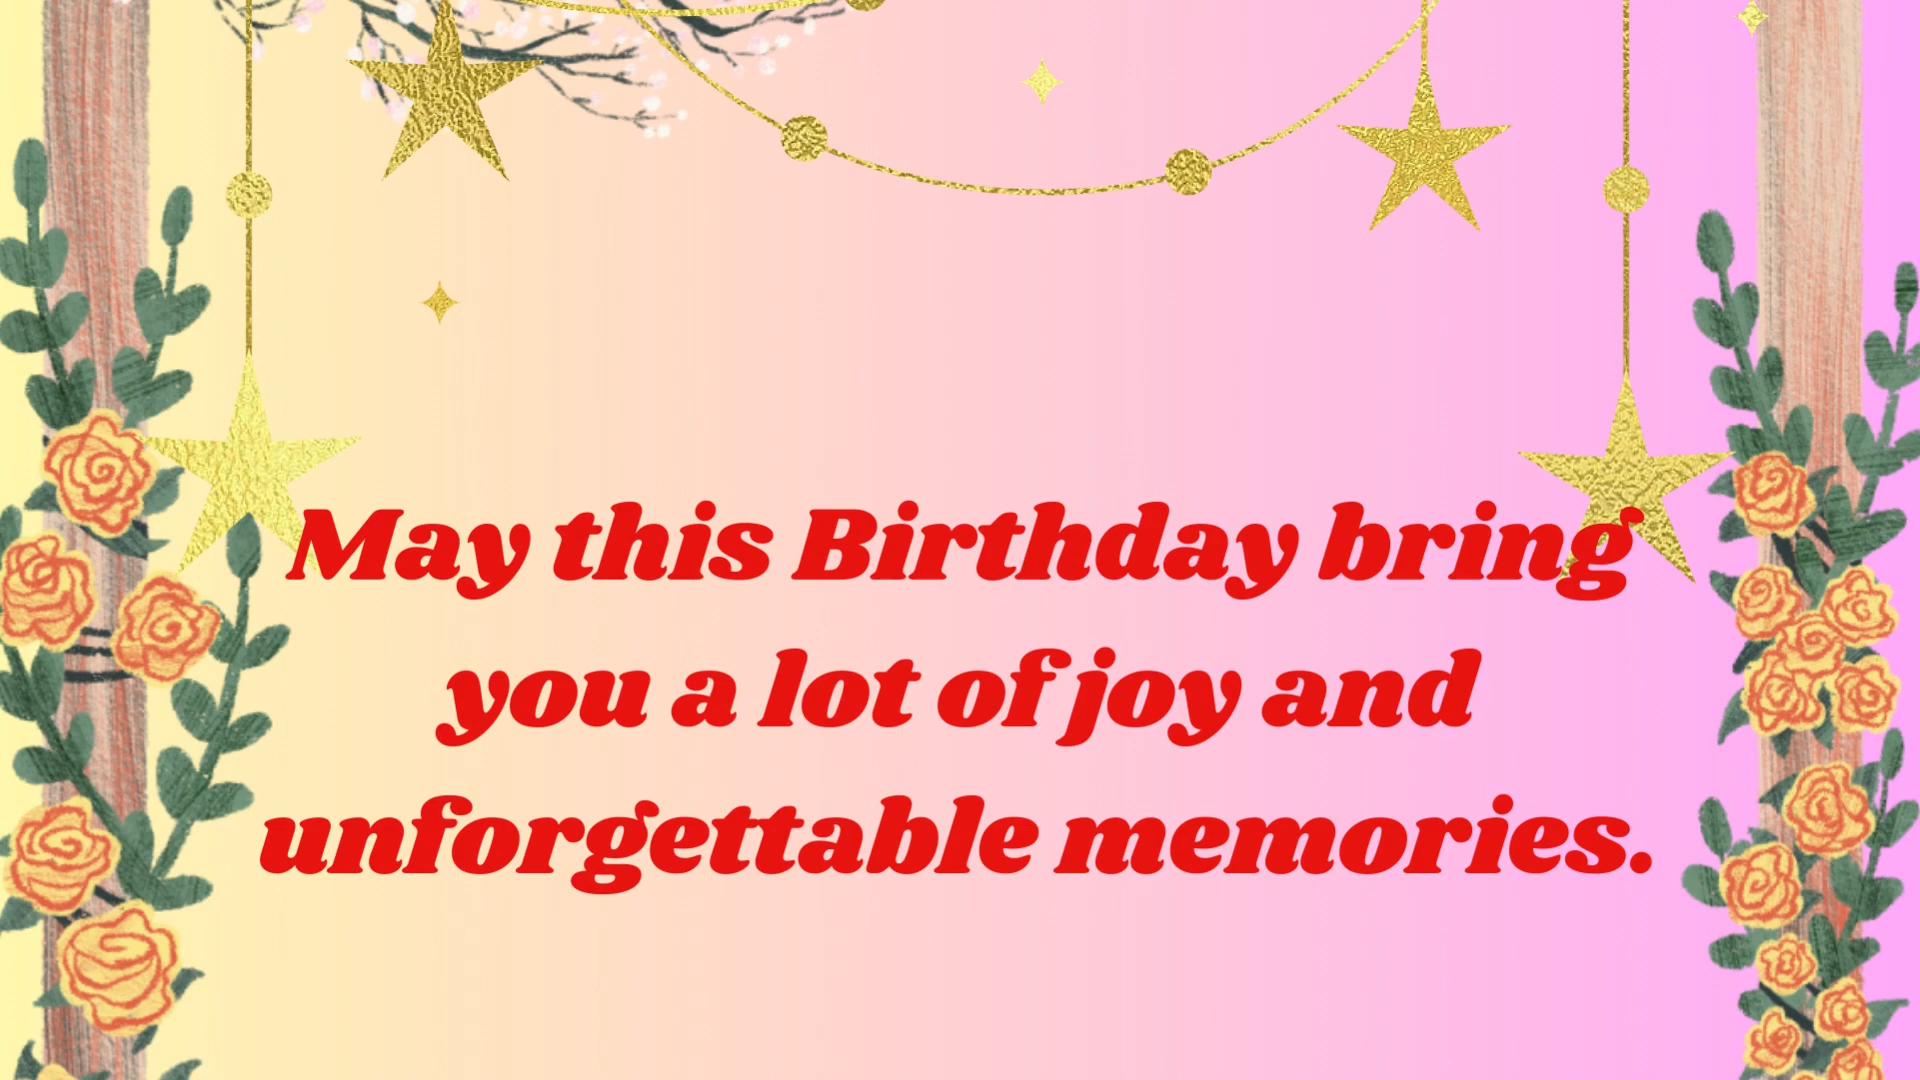 May this Birthday bring
you a lot of joy and
unforgettable memories.